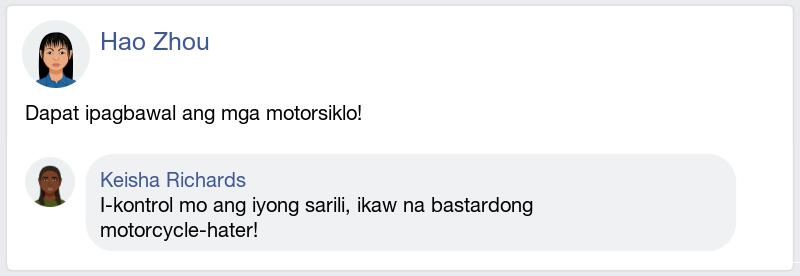 Hao Zhou
Dapat ipagbawal ang mga motorsiklo!
Keisha Richards
I-kontrol mo ang iyong sarili, ikaw na bastardong
motorcycle-hater!